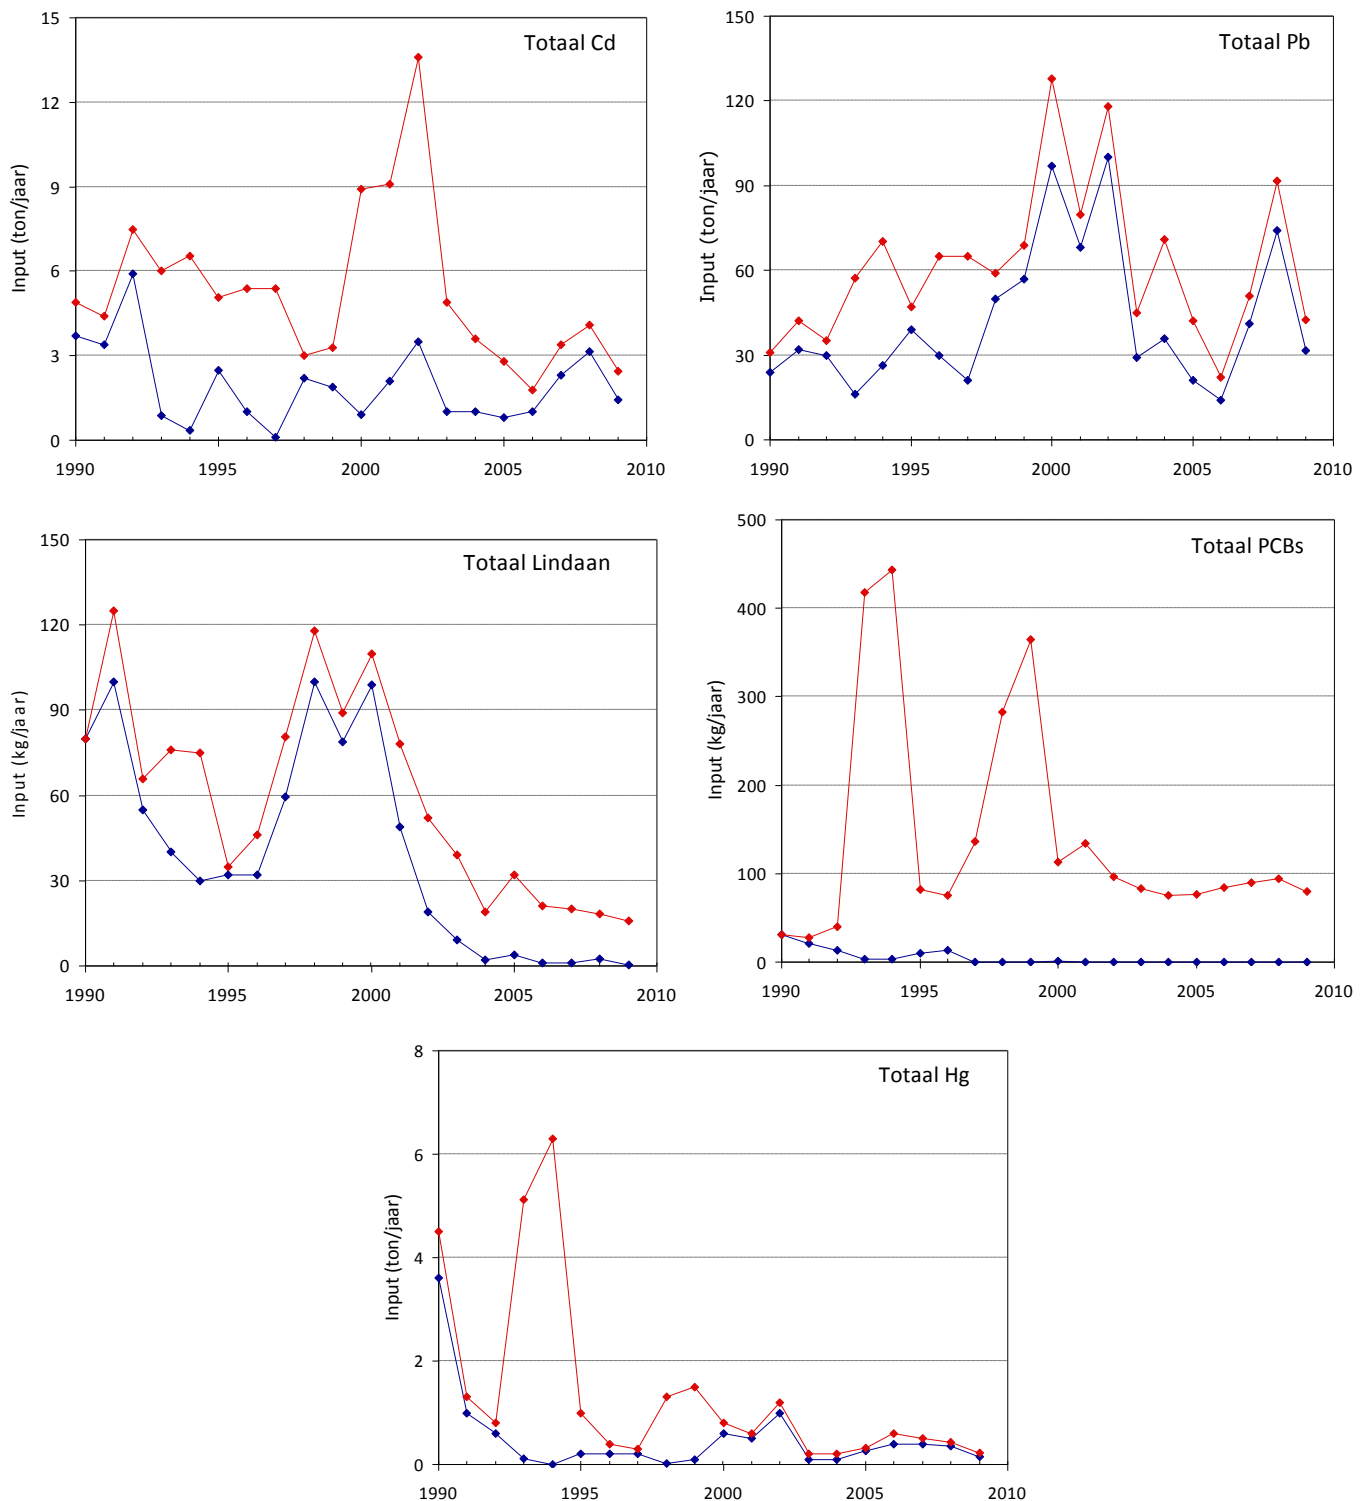 Totaal Cd
Input (ton/jaar)
15
12
9
6
3
0
1990 1995 2000 2005 2010
Totaal Pb
Input (ton/jaar)
150
120
90
60
30
0
1990 1995 2000 2005 2010
Totaal Lindaan
Input (kg/jaar)
150
120
90
60
30
0
1990 1995 2000 2005 2010
Totaal PCBs
Input (kg/jaar)
500
400
300
200
100
0
1990 1995 2000 2005 2010
Totaal Hg
Input (ton/jaar)
8
6
4
2
0
1990 1995 2000 2005 2010